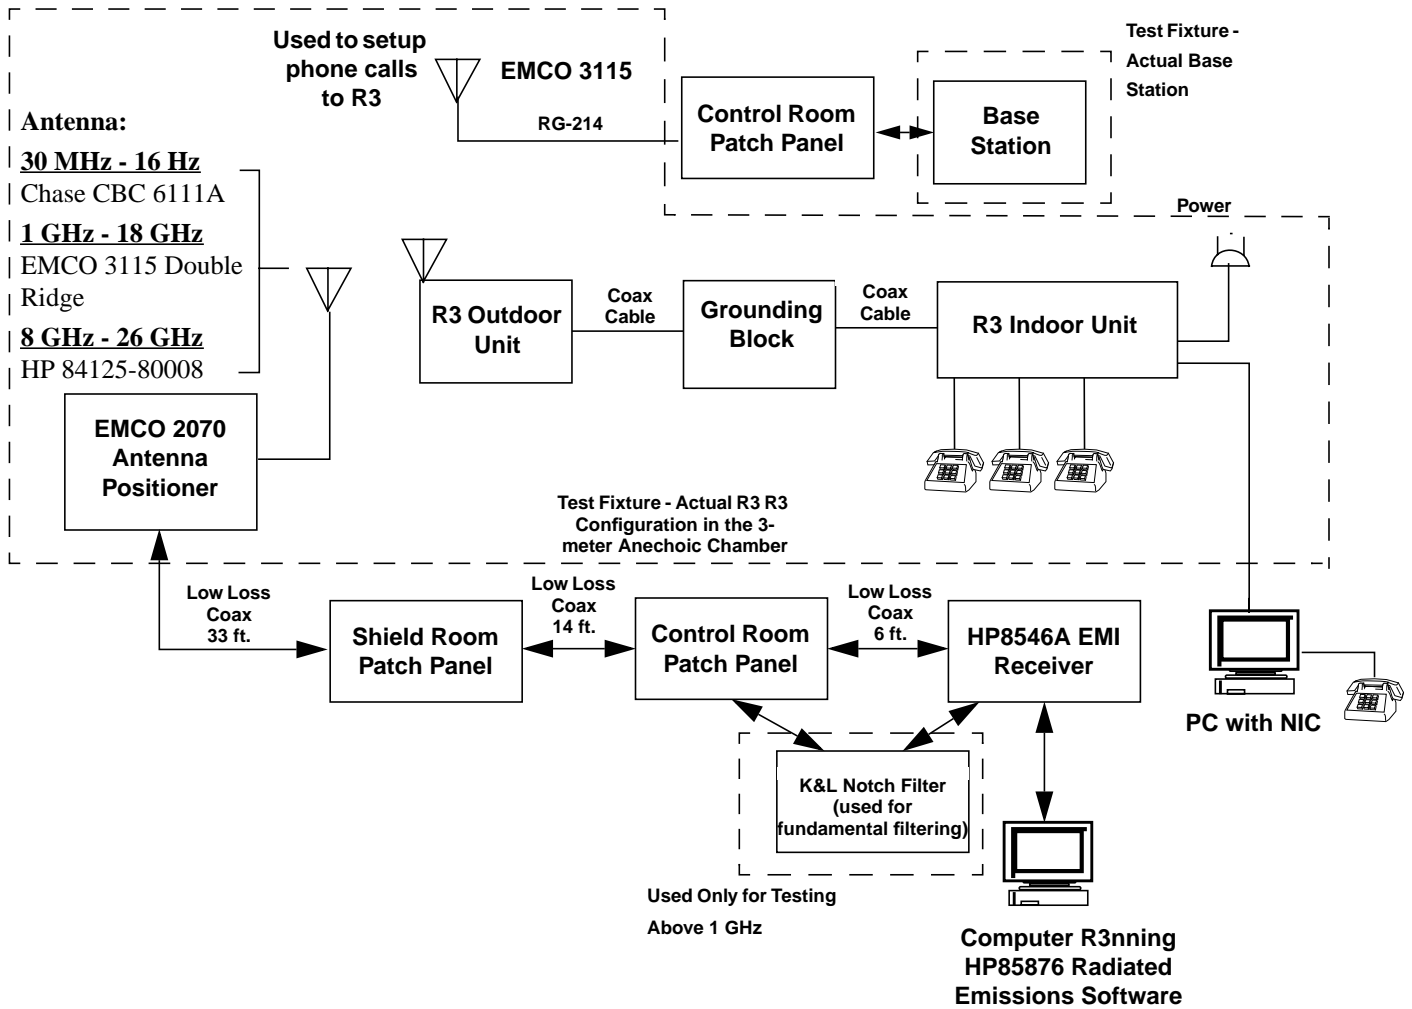 Used to setup
phone calls
to R3
EMCO 3115
RG-214
Control Room
Patch Panel
Base
Station
Test Fixture -
Actual Base
Station
Antenna:
30 MHz - 16 Hz
Chase CBC 6111A
1 GHz - 18 GHz
EMCO 3115 Double
Ridge
8 GHz - 26 GHz
HP 84125-80008
Power
R3 Outdoor
Unit
Coax
Cable
Grounding
Block
Coax
Cable
R3 Indoor Unit
EMCO 2070
Antenna
Positioner
Test Fixture - Actual R3 R3
Configuration in the 3-
meter Anechoic Chamber
Low Loss
Coax
33 ft.
Shield Room
Patch Panel
Low Loss
Coax
14 ft.
Control Room
Patch Panel
Low Loss
Coax
6 ft.
HP8546A EMI
Receiver
PC with NIC
K&L Notch Filter
(used for
fundamental filtering)
Used Only for Testing
Above 1 GHz
Computer R3nning
HP85876 Radiated
Emissions Software